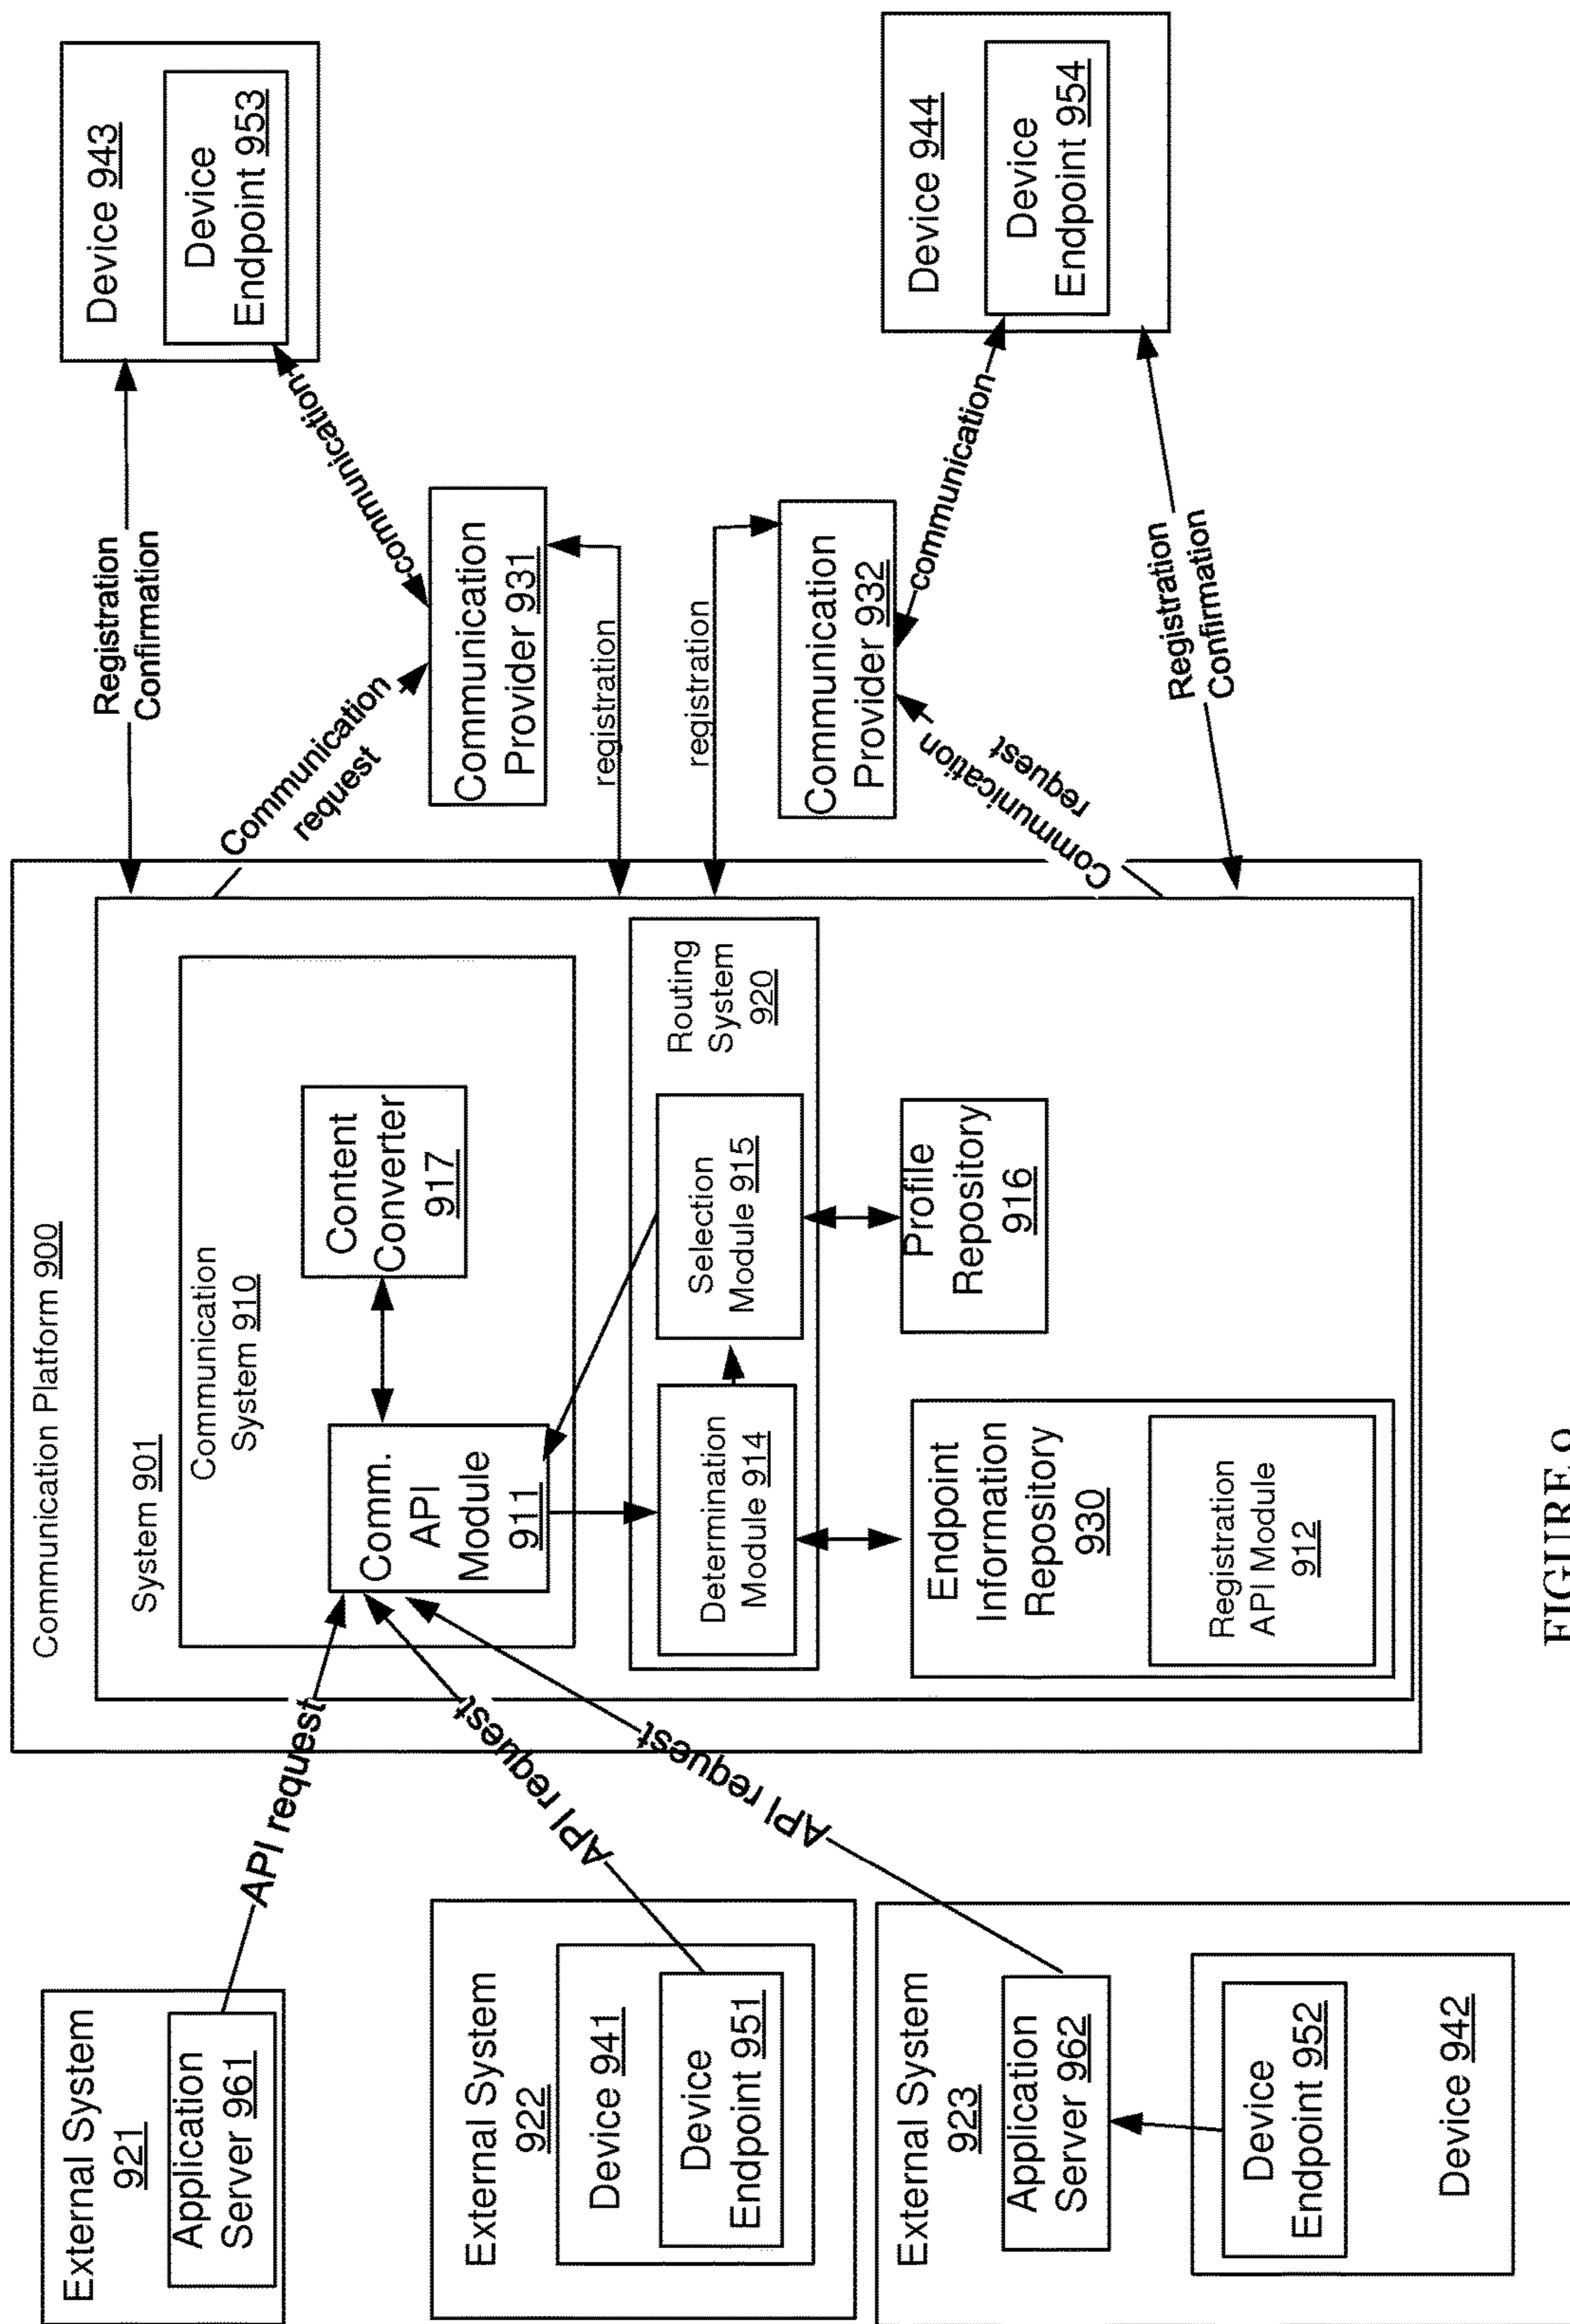 External System
921
Application
Server 961
External System
922
Device 941
Device
Endpoint 951
External System
923
Application
Server 962
Device
Endpoint 952
Device 942
API request
API request
API request
Communication Platform 900
System 901
Communication
System 910
Comm.
API
Module
911
Content
Converter
917
Determination
Module 914
Selection
Module 915
Routing
System
920
Endpoint
Information
Repository
930
Registration
API Module
912
Profile
Repository
916
Registration
Confirmation
Communication
request
registration
registration
Communication
request
Registration
Confirmation
Communication
Provider 931
Communication
Provider 932
communication
communication
Device 943
Device
Endpoint 953
Device 944
Device
Endpoint 954
FIGURE 9